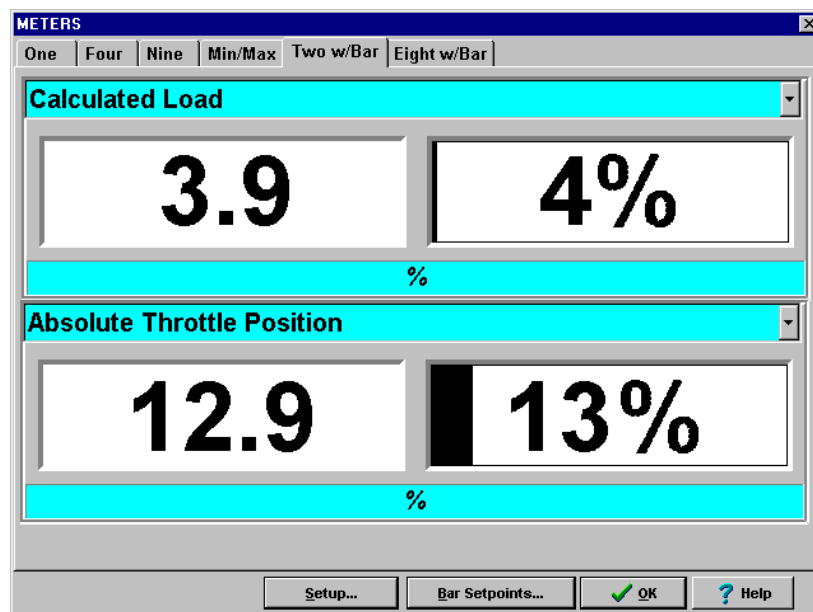 METERS
One Four Nine Min/Max Two w/Bar Eight w/Bar
Calculated Load
3.9 4%
%
Absolute Throttle Position
12.9 13%
%
Setup... Bar Setpoints... OK Help